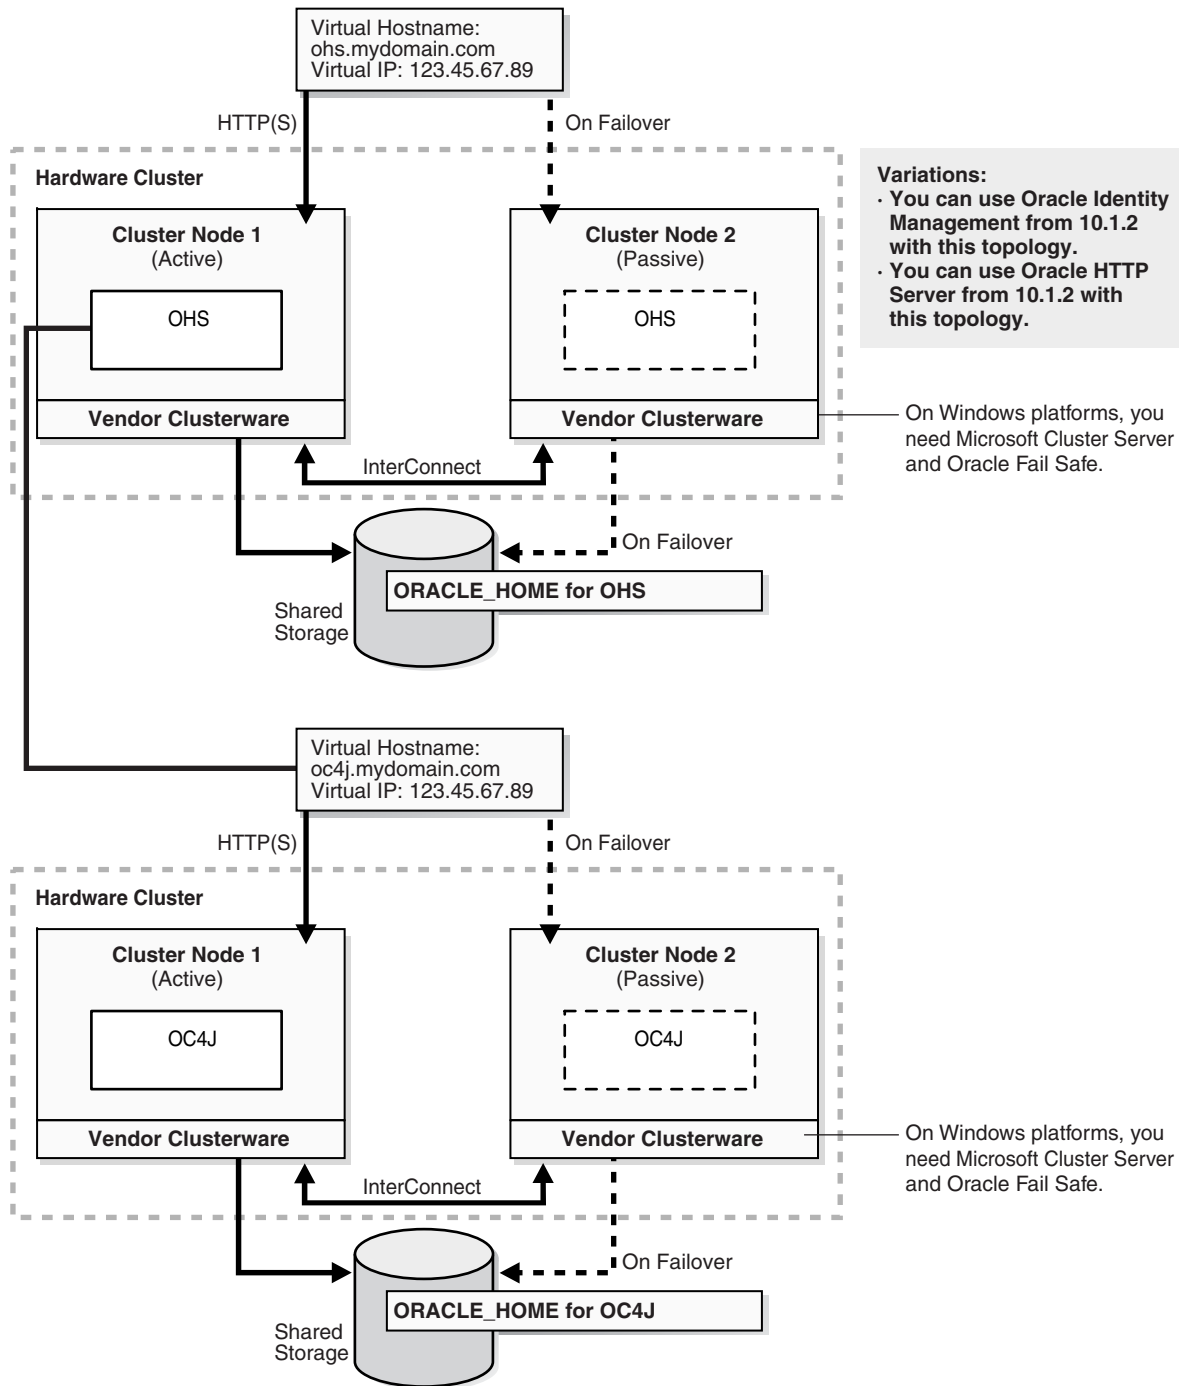 Virtual Hostname:
ohs.mydomain.com
Virtual IP: 123.45.67.89
HTTP(S)
On Failover
Hardware Cluster
Cluster Node 1
(Active)
OHS
Vendor Clusterware
Cluster Node 2
(Passive)
OHS
Vendor Clusterware
InterConnect
Variations:
· You can use Oracle Identity
Management from 10.1.2
with this topology.
· You can use Oracle HTTP
Server from 10.1.2 with
this topology.
On Windows platforms, you
need Microsoft Cluster Server
and Oracle Fail Safe.
On Failover
ORACLE_HOME for OHS
Shared
Storage
Virtual Hostname:
oc4j.mydomain.com
Virtual IP: 123.45.67.89
HTTP(S)
On Failover
Hardware Cluster
Cluster Node 1
(Active)
OC4J
Vendor Clusterware
Cluster Node 2
(Passive)
OC4J
Vendor Clusterware
InterConnect
On Windows platforms, you
need Microsoft Cluster Server
and Oracle Fail Safe.
On Failover
ORACLE_HOME for OC4J
Shared
Storage